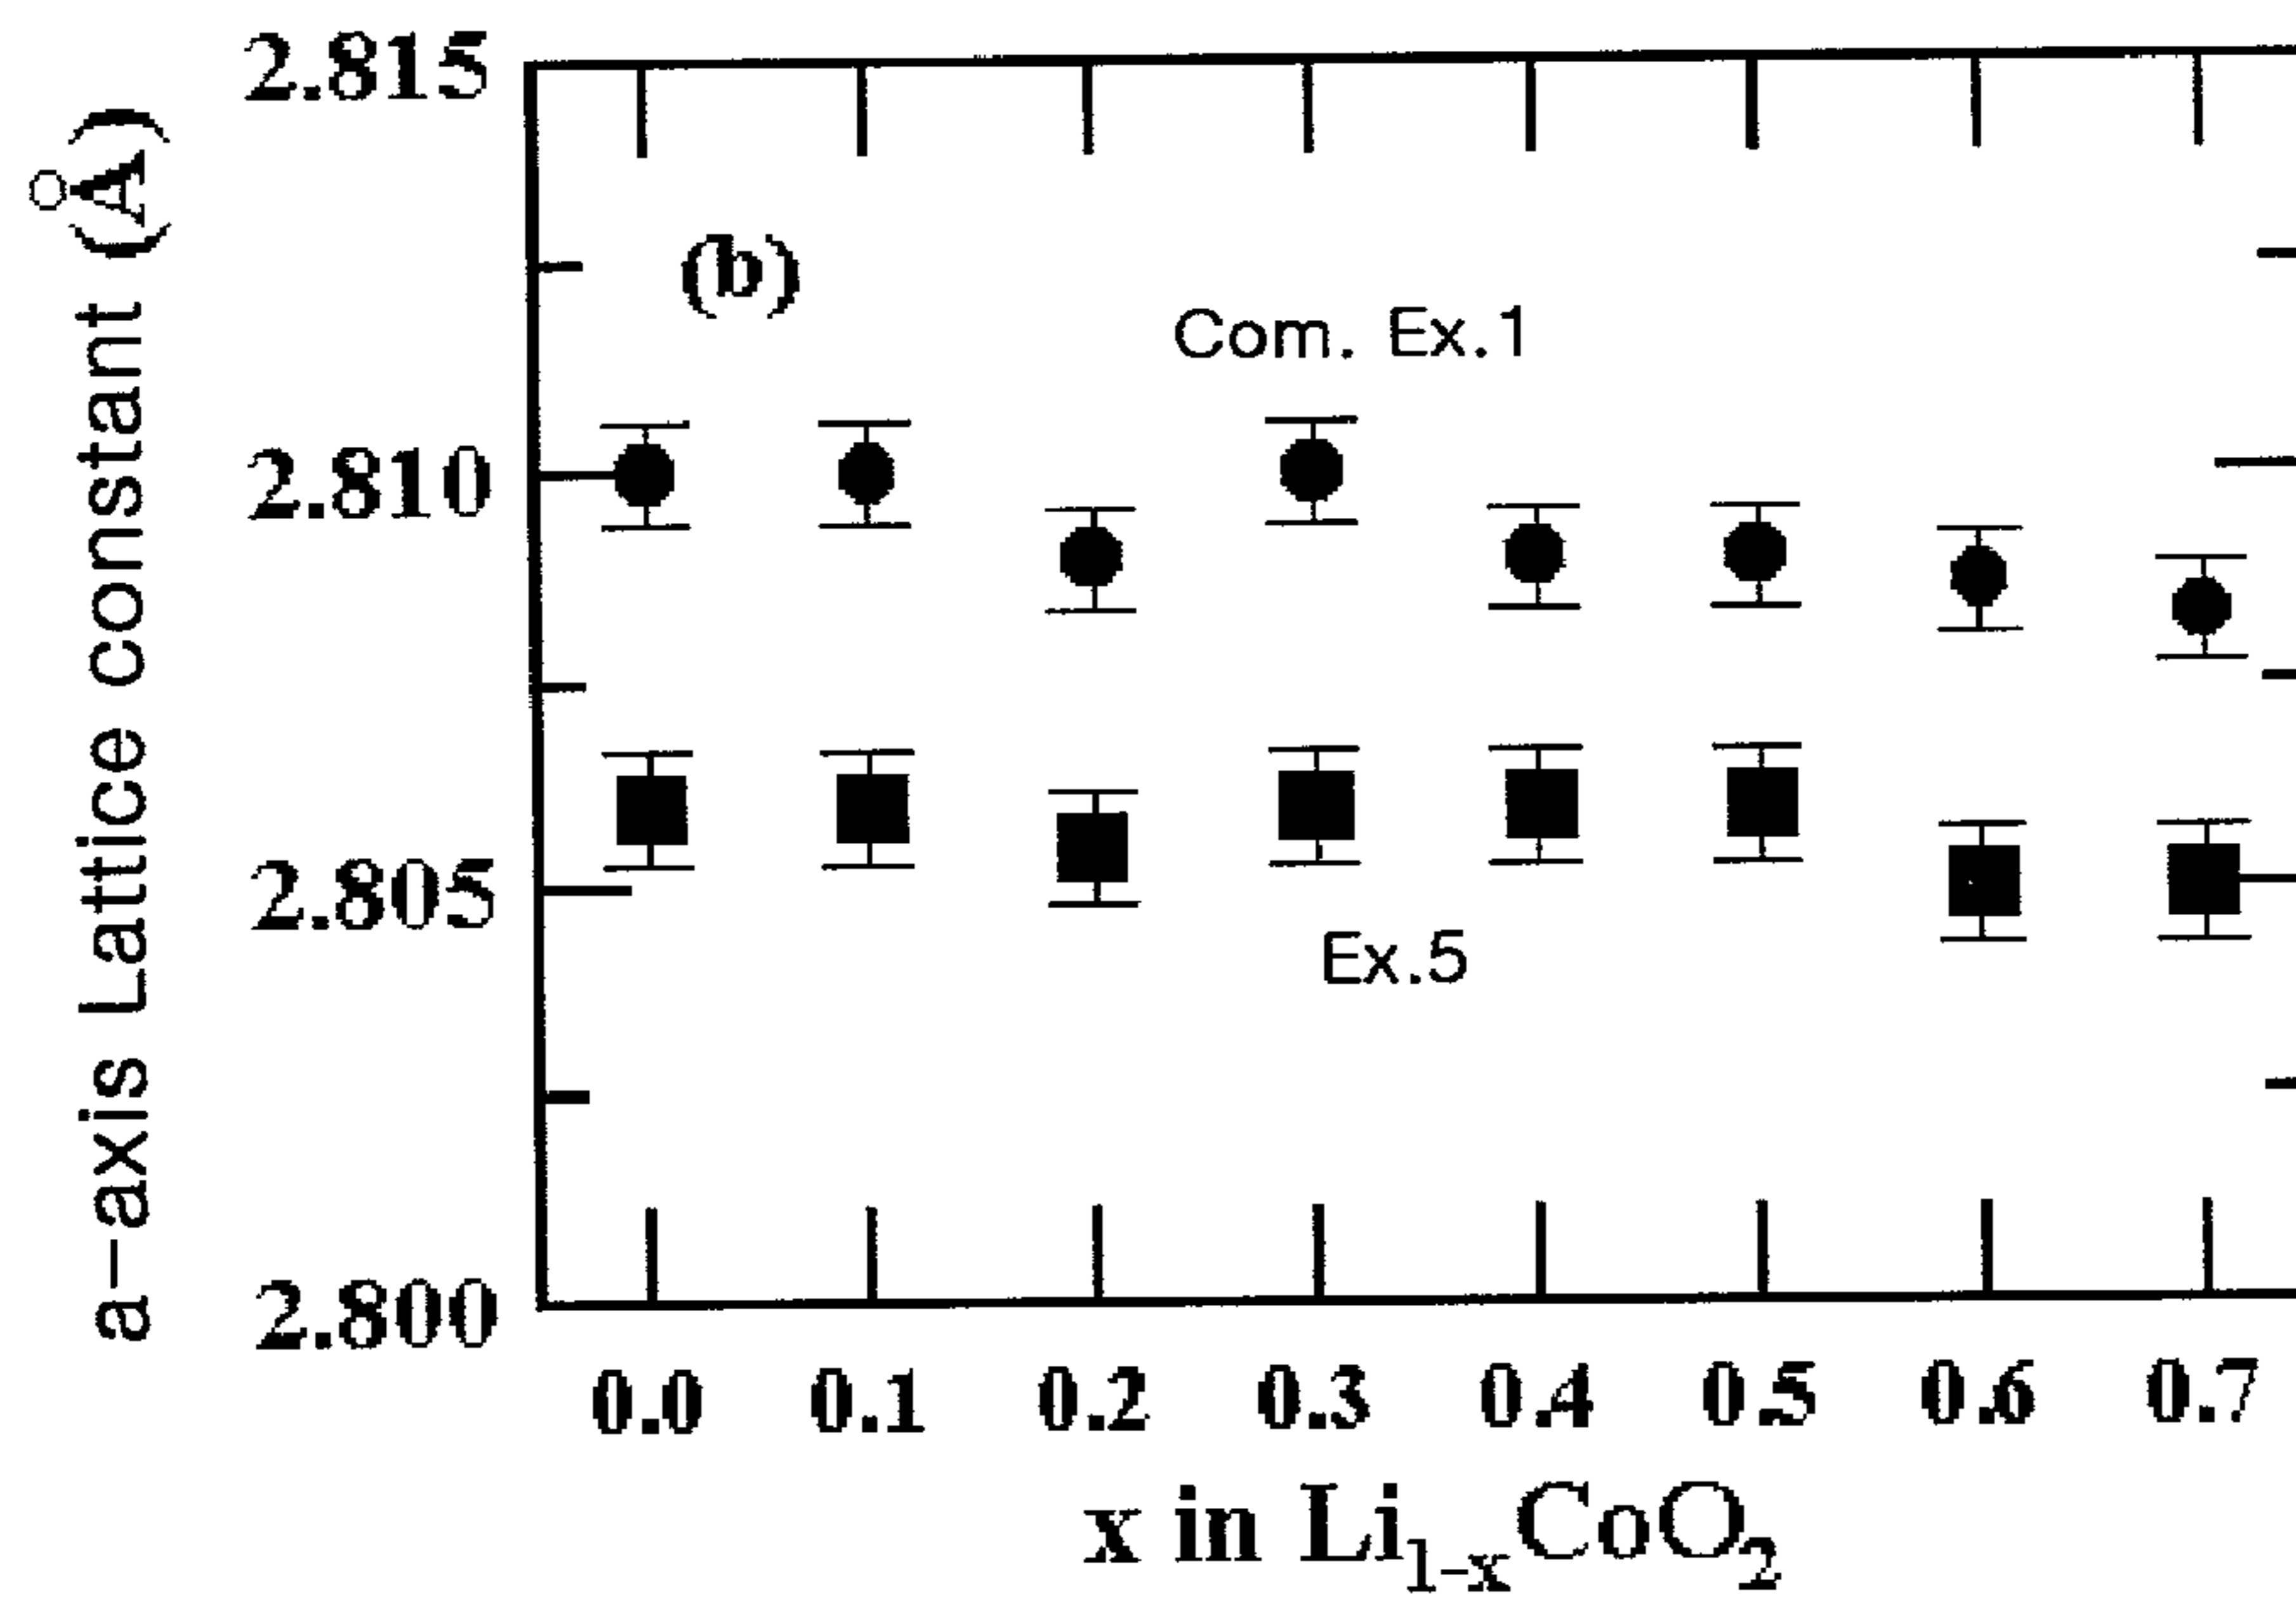 2.815
(b)
Com. Ex.1
2.810
2.805
Ex.5
2.800
0.0 0.1 0.2 0.3 0.4 0.5 0.6 0.7
x in Li1-xCoO2
a-axis Lattice constant (Å)